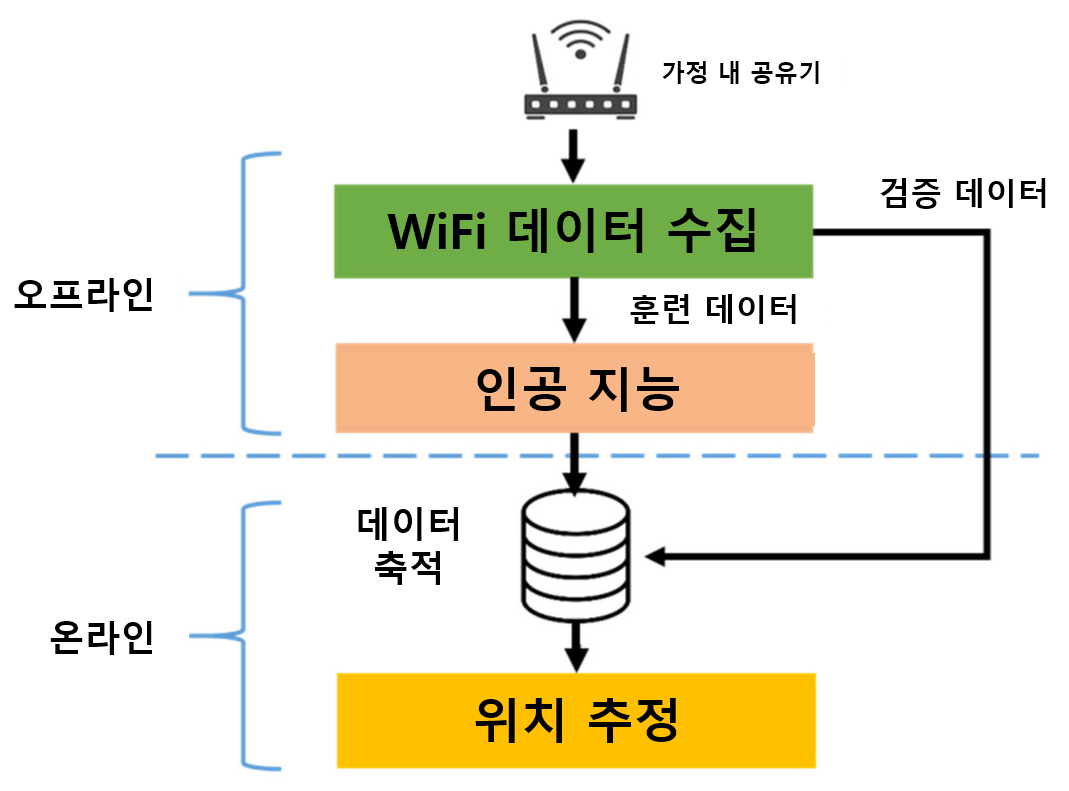 가정 내 공유기
검증 데이터
WiFi 데이터 수집
오프라인
훈련 데이터
인공 지능
데이터
축적
온라인
위치 추정